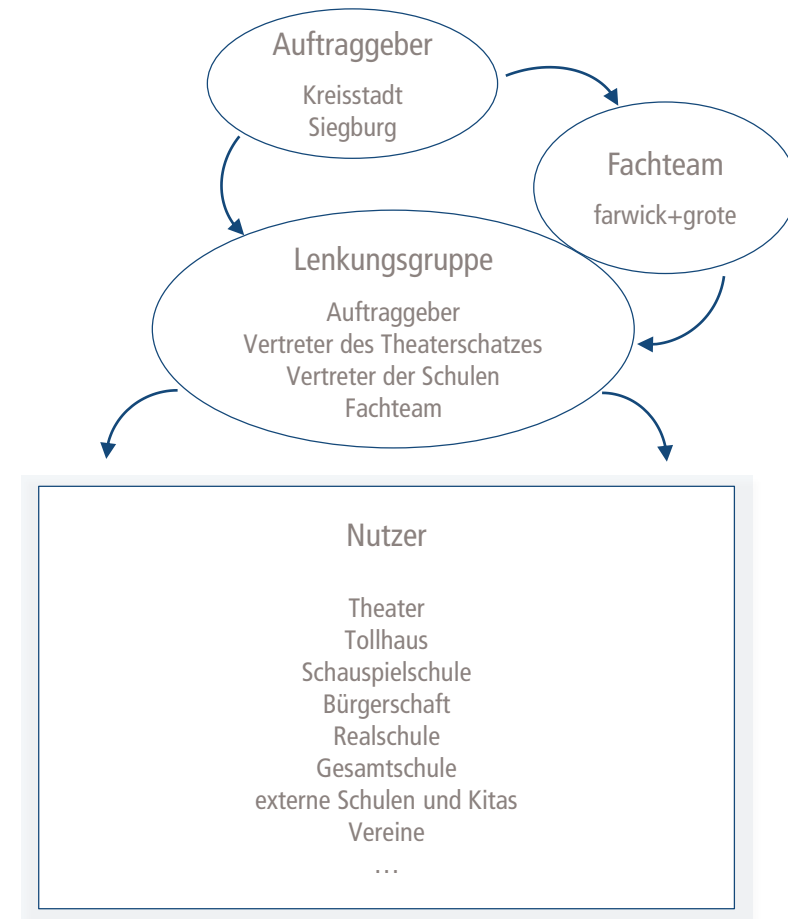 Auftraggeber
Kreisstadt
Siegburg
Fachteam
farwick+grote
Lenkungsgruppe
Auftraggeber
Vertreter des Theaterschatzes
Vertreter der Schulen
Fachteam
Nutzer
Theater
Tollhaus
Schauspielschule
Bürgerschaft
Realschule
Gesamtschule
externe Schulen und Kitas
Vereine
…